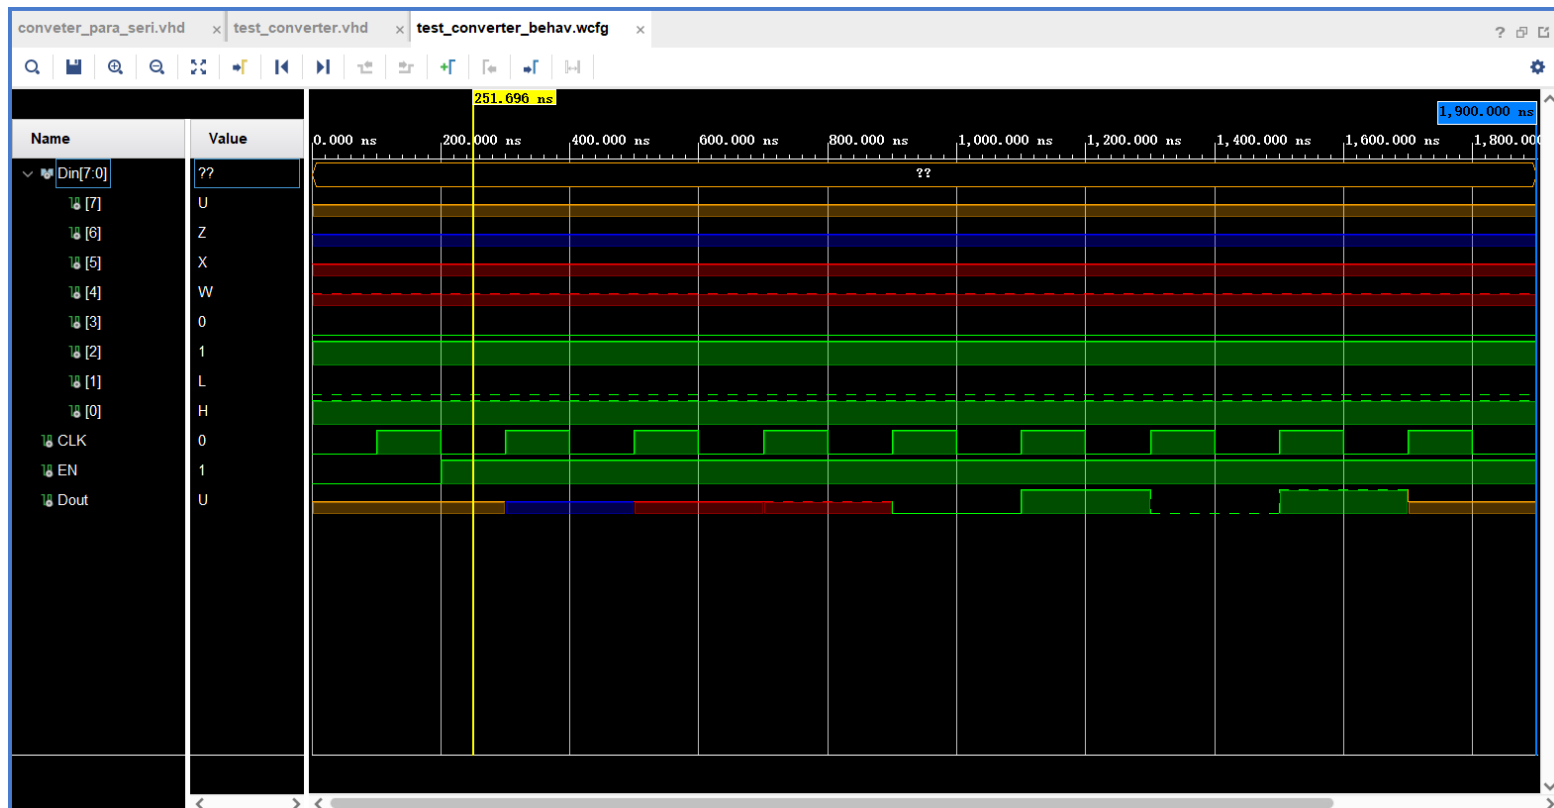 conveter_para_seri.vhd × test_converter.vhd × test_converter_behav.wcfg ×
?
251.696 ns
1,900.000 ns
Name Value
0.000 ns 200.000 ns 400.000 ns 600.000 ns 800.000 ns 1,000.000 ns 1,200.000 ns 1,400.000 ns 1,600.000 ns 1,800.00
Din[7:0] ?? ??
[7] U
[6] Z
[5] X
[4] W
[3] 0
[2] 1
[1] L
[0] H
CLK 0
EN 1
Dout U